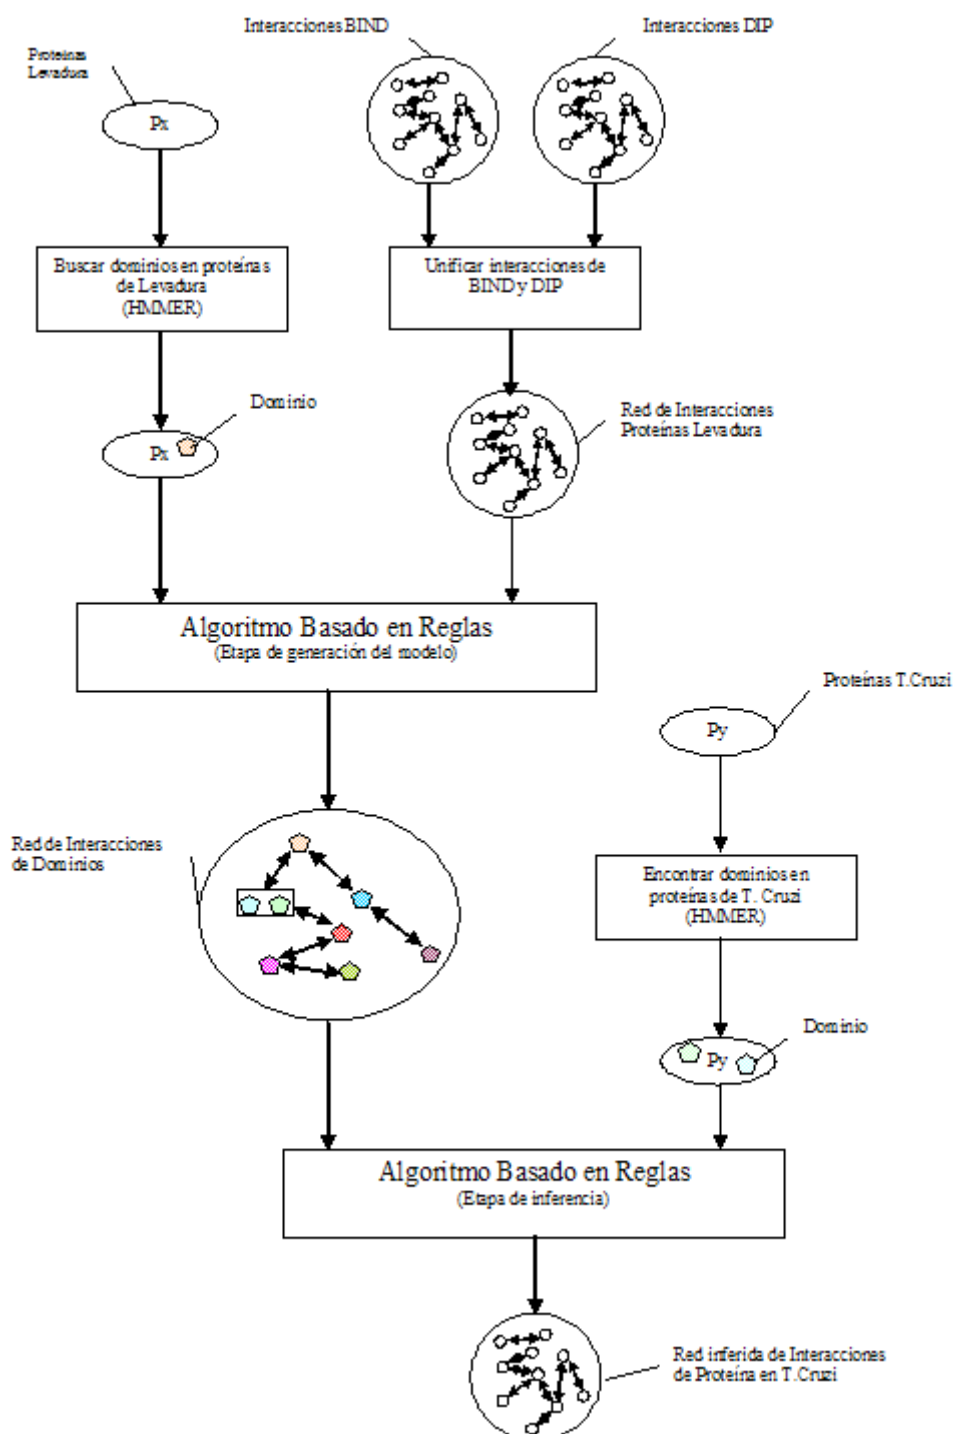 Interacciones BIND
Interacciones DIP
Proteínas
Levadura
Px
Buscar dominios en proteínas
de Levadura
(HMMER)
Unificar interacciones de
BIND y DIP
Dominio
Px
Red de Interacciones
Proteínas Levadura
Algoritmo Basado en Reglas
(Etapa de generación del modelo)
Proteínas T.Cruzi
Py
Red de Interacciones
de Dominios
Encontrar dominios en
proteínas de T. Cruzi
(HMMER)
Dominio
Py
Algoritmo Basado en Reglas
(Etapa de inferencia)
Red inferida de Interacciones
de Proteína en T.Cruzi